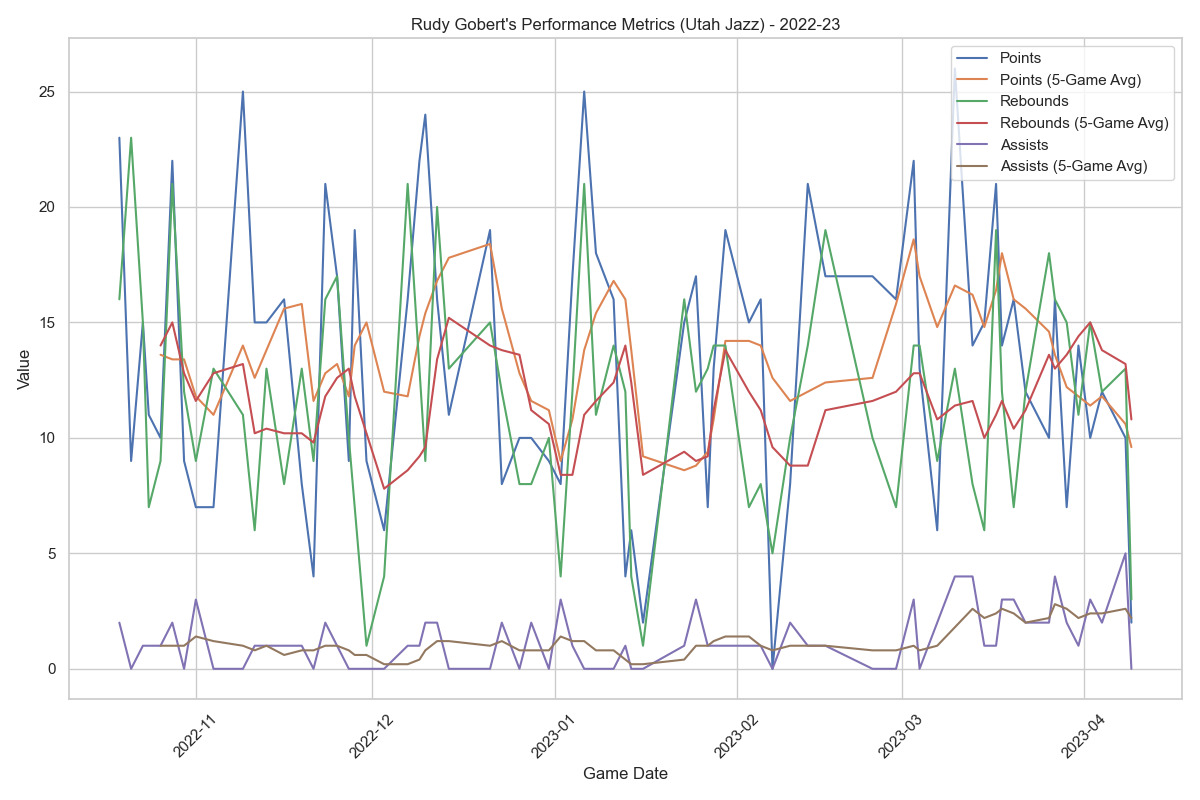 Rudy Gobert's Performance Metrics (Utah Jazz) - 2022-23
Points
Points (5-Game Avg)
Rebounds
Rebounds (5-Game Avg)
Assists
Assists (5-Game Avg)
25
20
15
10
5
0
Value
2022-11
2022-12
2023-01
2023-02
2023-03
2023-04
Game Date